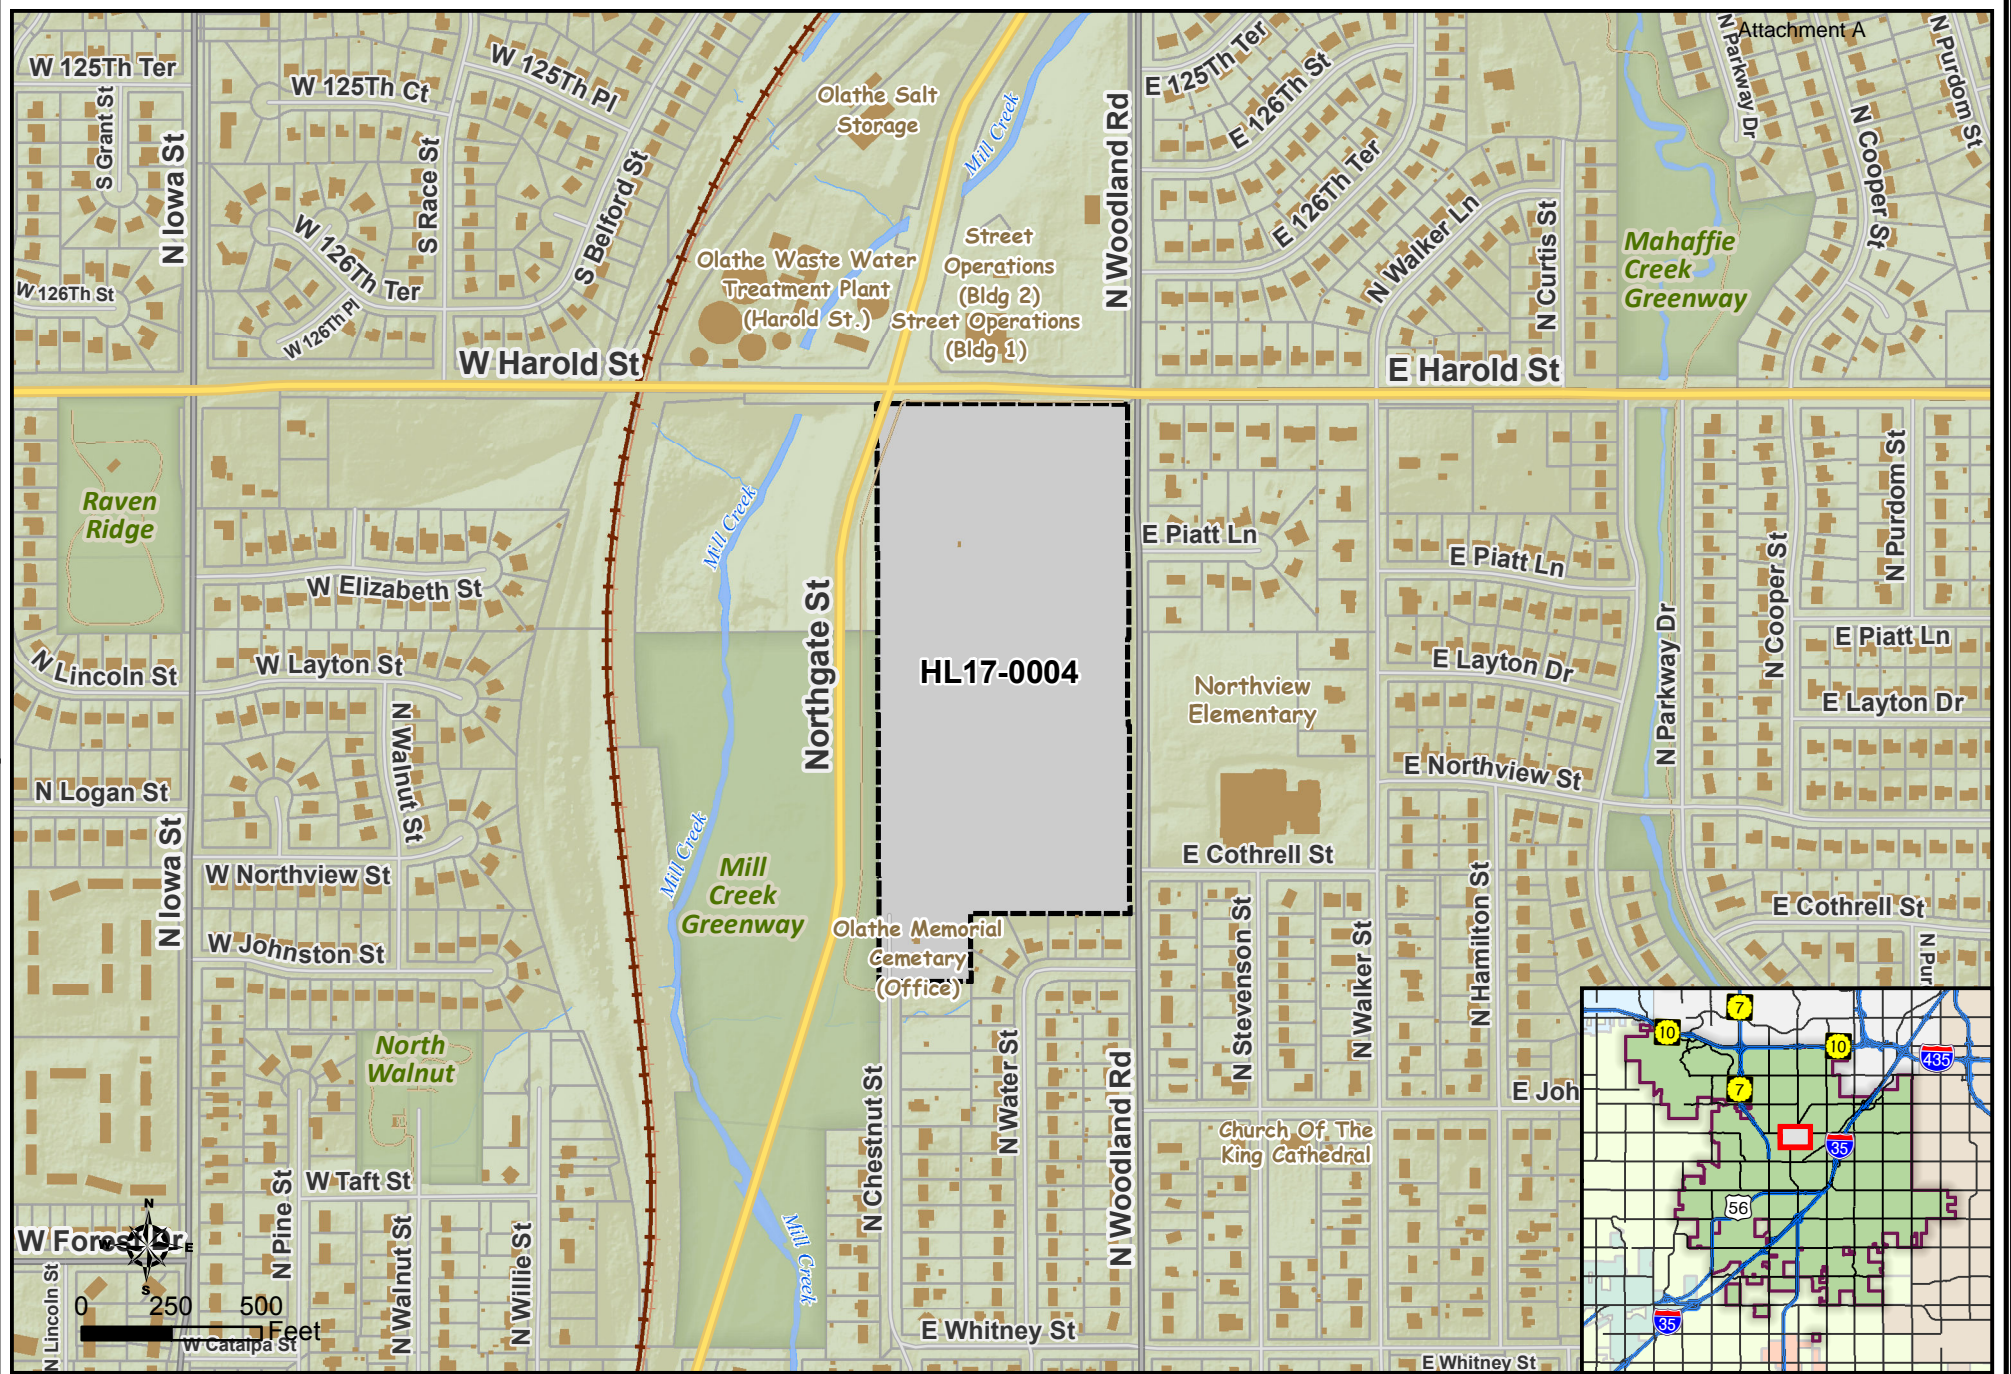 Attachment A
W 125Th Ter
W 125Th Ct
W 125Th Pl
S Grant St
N Iowa St
S Race St
S Belford St
W 126Th Ter
W 126Th St
W 126Th Pl
Olathe Salt
Storage
Mill Creek
N Woodland Rd
E 125Th Ter
E 126Th St
E 126Th Ter
N Walker Ln
N Curtis St
N Parkway Dr
N Cooper St
N Purdom St
Mahaffie
Creek
Greenway
Olathe Waste Water
Treatment Plant
(Harold St.)
Street
Operations
(Bldg 2)
Street Operations
(Bldg 1)
W Harold St
E Harold St
Raven
Ridge
Mill Creek
Northgate St
HL17-0004
E Piatt Ln
E Piatt Ln
N Purdom St
N Cooper St
N Parkway Dr
E Piatt Ln
W Elizabeth St
W Layton St
N Lincoln St
N Walnut St
E Layton Dr
E Layton Dr
Northview
Elementary
E Northview St
N Logan St
N Iowa St
W Northview St
Mill Creek
Mill
Creek
Greenway
E Cothrell St
E Cothrell St
W Johnston St
Olathe Memorial
Cemetary
(Office)
N Stevenson St
N Walker St
N Hamilton St
N Pur
North
Walnut
N Chestnut St
N Water St
N Woodland Rd
E Joh
Church Of The
King Cathedral
W Taft St
N Pine St
N Walnut St
N Willie St
Mill Creek
W Forest Dr
N Lincoln St
W Catalpa St
E Whitney St
E Whitney St
N
W
E
S
0 250 500
Feet
7
10
10
435
7
35
56
35